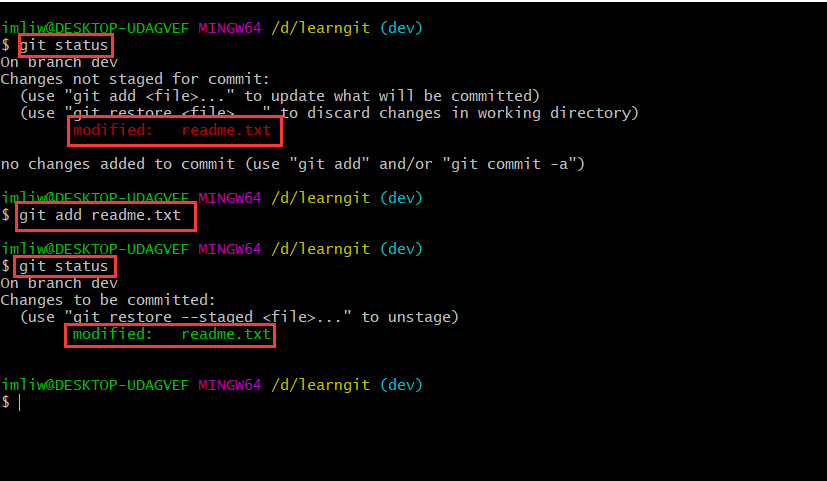 imliw@DESKTOP-UDAGVEF MINGW64 /d/learngit (dev)
$ git status
On branch dev
Changes not staged for commit:
  (use "git add <file>..." to update what will be committed)
  (use "git restore <file>..." to discard changes in working directory)
        modified:   readme.txt

no changes added to commit (use "git add" and/or "git commit -a")

imliw@DESKTOP-UDAGVEF MINGW64 /d/learngit (dev)
$ git add readme.txt

imliw@DESKTOP-UDAGVEF MINGW64 /d/learngit (dev)
$ git status
On branch dev
Changes to be committed:
  (use "git restore --staged <file>..." to unstage)
        modified:   readme.txt

imliw@DESKTOP-UDAGVEF MINGW64 /d/learngit (dev)
$